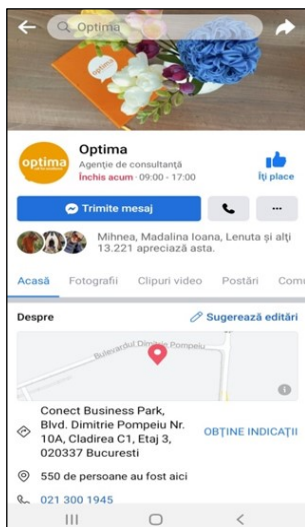 Optima
Optima
optima
Optima
Agenție de consultanță
Închis acum · 09:00 - 17:00
Îți place
Trimite mesaj
Mihnea, Madalina Ioana, Lenuta și alți
13.221 apreciază asta.
Acasă Fotografii Clipuri video Postări Comu
Despre
Sugerează editări
Bulevardul Dimitrie Pompeiu
Conect Business Park,
Blvd. Dimitrie Pompeiu Nr.
10A, Cladirea C1, Etaj 3,
020337 Bucuresti
OBȚINE INDICAȚII
550 de persoane au fost aici
021 300 1945